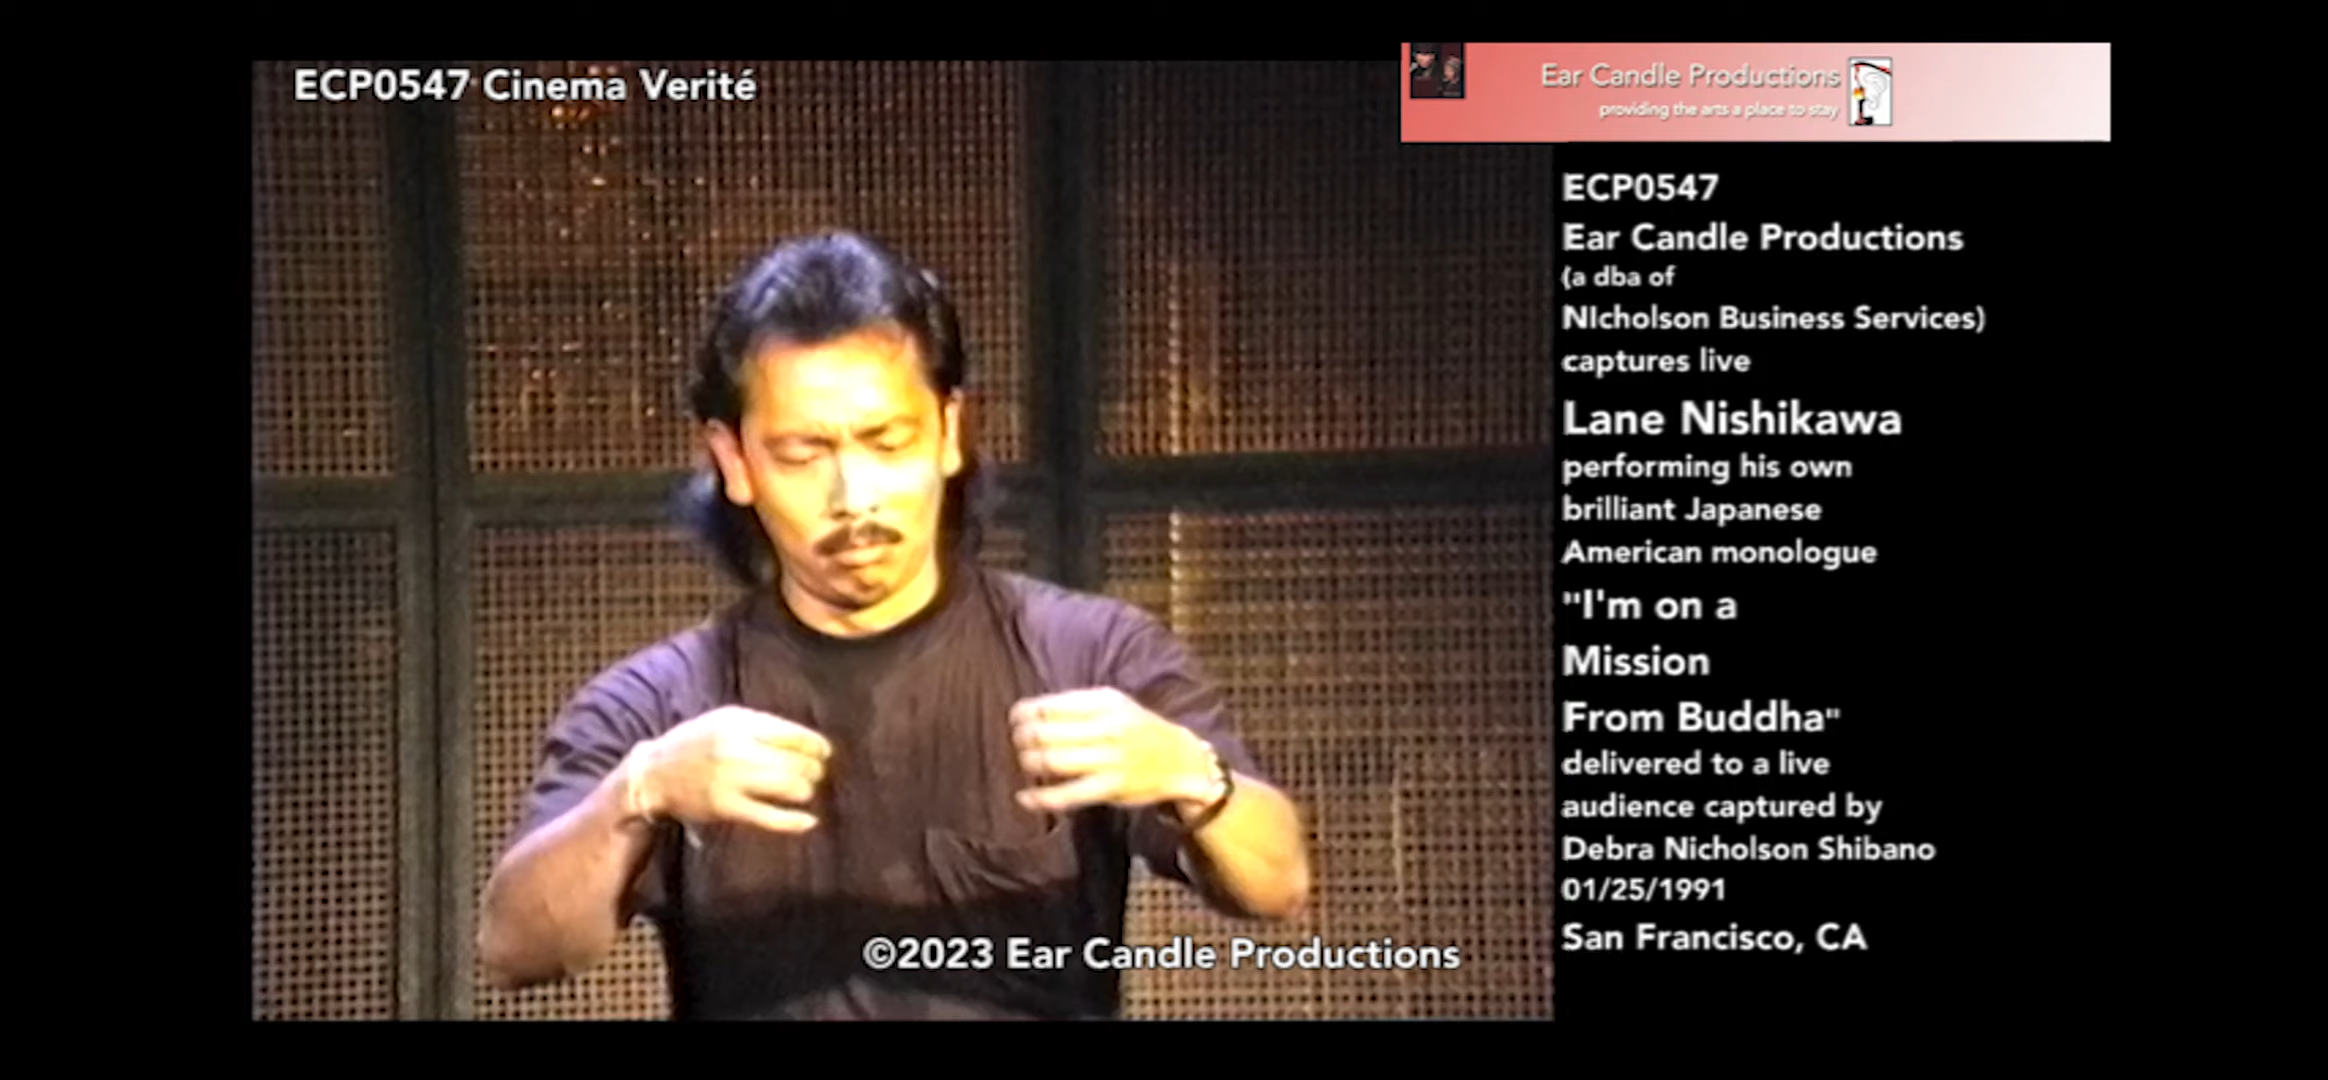 ECP0547 Cinema Verité
Ear Candle Productions
providing the arts a place to stay
ECP0547
Ear Candle Productions
(a dba of
NIcholson Business Services)
captures live
Lane Nishikawa
performing his own
brilliant Japanese
American monologue
"I'm on a
Mission
From Buddha"
delivered to a live
audience captured by
Debra Nicholson Shibano
01/25/1991
San Francisco, CA
©2023 Ear Candle Productions